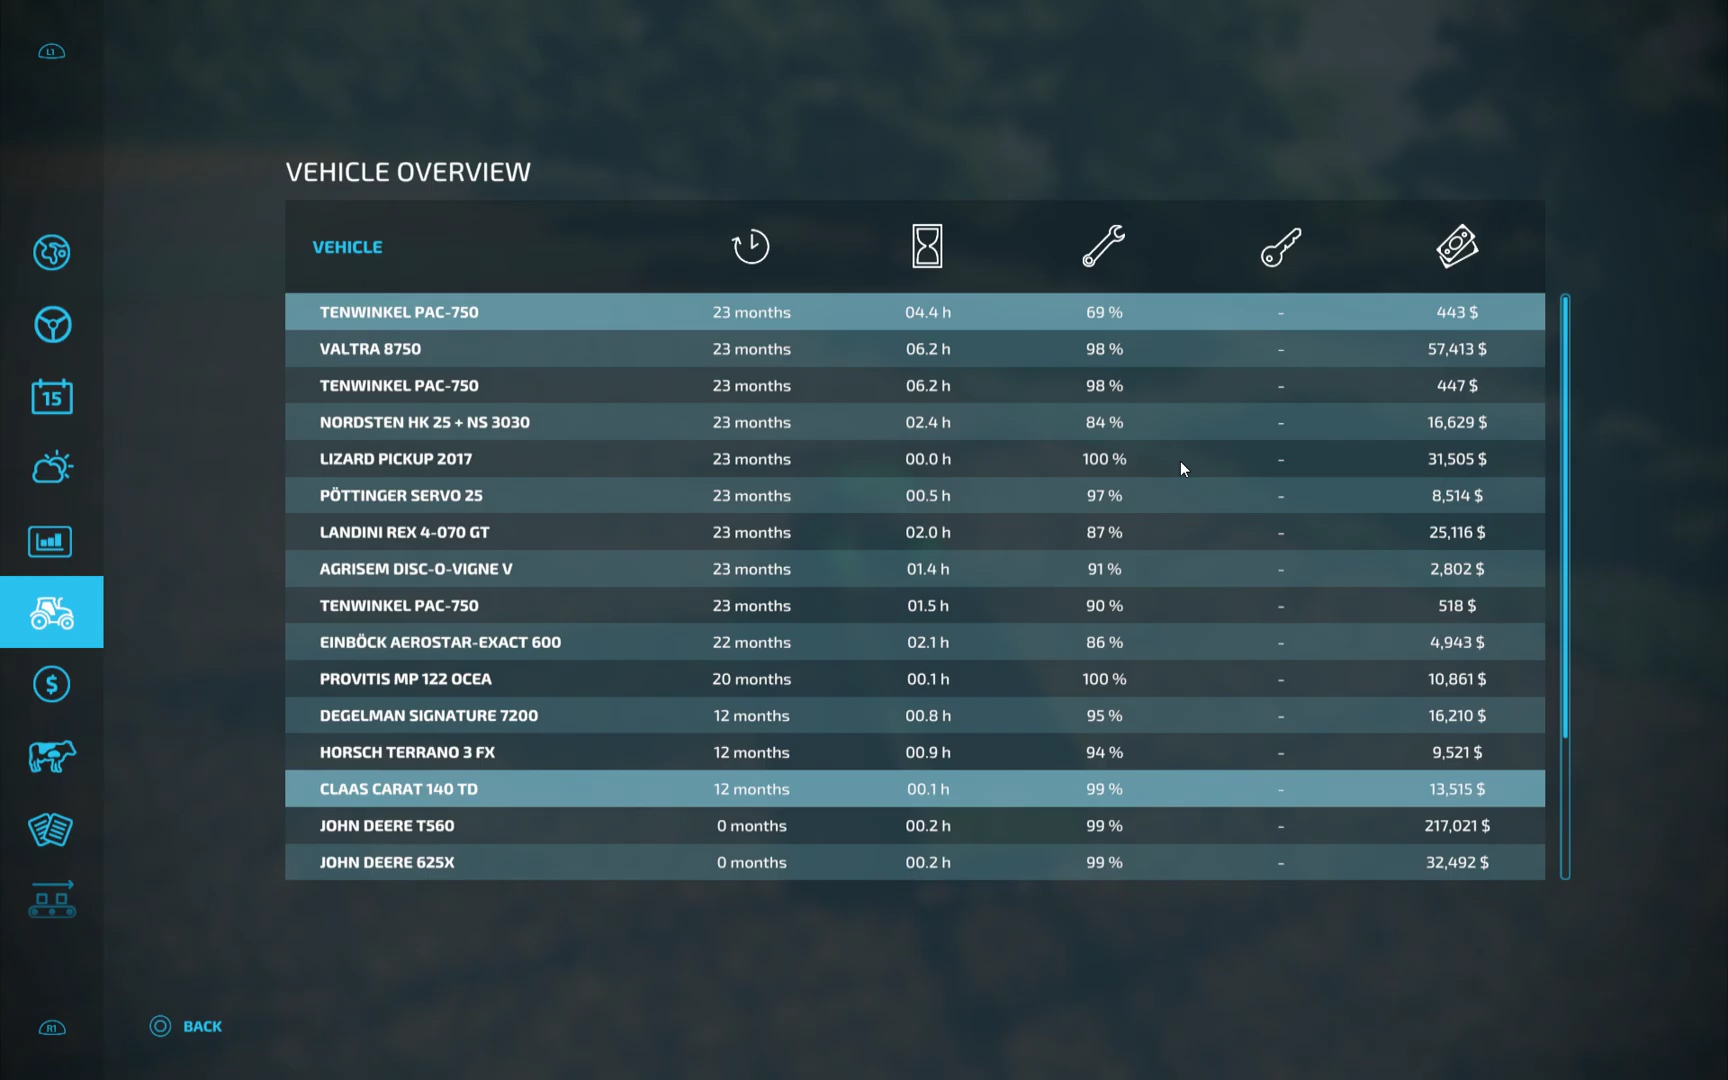 L1
VEHICLE OVERVIEW
VEHICLE
TENWINKEL PAC-750 23 months 04.4 h 69 % - 443 $
VALTRA 8750 23 months 06.2 h 98 % - 57,413 $
TENWINKEL PAC-750 23 months 06.2 h 98 % - 447 $
NORDSTEN HK 25 + NS 3030 23 months 02.4 h 84 % - 16,629 $
LIZARD PICKUP 2017 23 months 00.0 h 100 % - 31,505 $
PÖTTINGER SERVO 25 23 months 00.5 h 97 % - 8,514 $
LANDINI REX 4-070 GT 23 months 02.0 h 87 % - 25,116 $
AGRISEM DISC-O-VIGNE V 23 months 01.4 h 91 % - 2,802 $
TENWINKEL PAC-750 23 months 01.5 h 90 % - 518 $
EINBÖCK AEROSTAR-EXACT 600 22 months 02.1 h 86 % - 4,943 $
PROVITIS MP 122 OCEA 20 months 00.1 h 100 % - 10,861 $
DEGELMAN SIGNATURE 7200 12 months 00.8 h 95 % - 16,210 $
HORSCH TERRANO 3 FX 12 months 00.9 h 94 % - 9,521 $
CLAAS CARAT 140 TD 12 months 00.1 h 99 % - 13,515 $
JOHN DEERE T560 0 months 00.2 h 99 % - 217,021 $
JOHN DEERE 625X 0 months 00.2 h 99 % - 32,492 $
15
$
R1
BACK